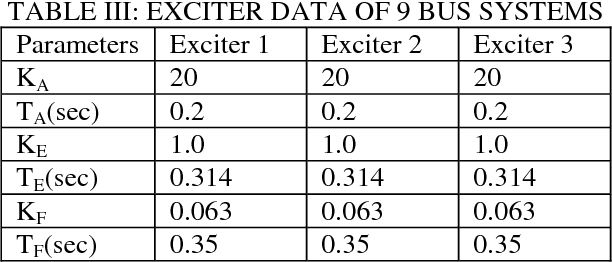 TABLE III: EXCITER DATA OF 9 BUS SYSTEMS
Parameters Exciter 1 Exciter 2 Exciter 3
K_A 20 20 20
T_A(sec) 0.2 0.2 0.2
K_E 1.0 1.0 1.0
T_E(sec) 0.314 0.314 0.314
K_F 0.063 0.063 0.063
T_F(sec) 0.35 0.35 0.35